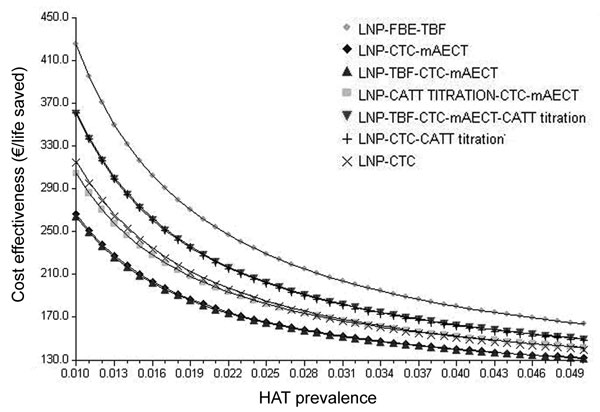 450.0
410.0
370.0
330.0
290.0
250.0
210.0
170.0
130.0
Cost effectiveness (€/life saved)
LNP-FBE-TBF
LNP-CTC-mAECT
LNP-TBF-CTC-mAECT
LNP-CATT TITRATION-CTC-mAECT
LNP-TBF-CTC-mAECT-CATT titration
LNP-CTC-CATT titration
LNP-CTC
0.010 0.013 0.016 0.019 0.022 0.025 0.028 0.031 0.034 0.037 0.040 0.043 0.046 0.049
HAT prevalence